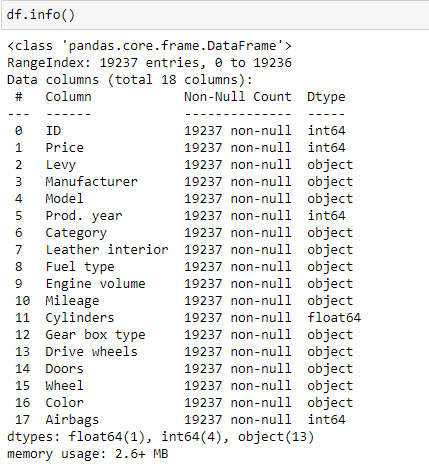 df.info()
<class 'pandas.core.frame.DataFrame'>
RangeIndex: 19237 entries, 0 to 19236
Data columns (total 18 columns):
 #   Column            Non-Null Count  Dtype
---  ------            --------------  -----
 0   ID                19237 non-null  int64
 1   Price             19237 non-null  int64
 2   Levy              19237 non-null  object
 3   Manufacturer      19237 non-null  object
 4   Model             19237 non-null  object
 5   Prod. year        19237 non-null  int64
 6   Category          19237 non-null  object
 7   Leather interior  19237 non-null  object
 8   Fuel type         19237 non-null  object
 9   Engine volume     19237 non-null  object
 10  Mileage           19237 non-null  object
 11  Cylinders         19237 non-null  float64
 12  Gear box type     19237 non-null  object
 13  Drive wheels      19237 non-null  object
 14  Doors             19237 non-null  object
 15  Wheel             19237 non-null  object
 16  Color             19237 non-null  object
 17  Airbags           19237 non-null  int64
dtypes: float64(1), int64(4), object(13)
memory usage: 2.6+ MB